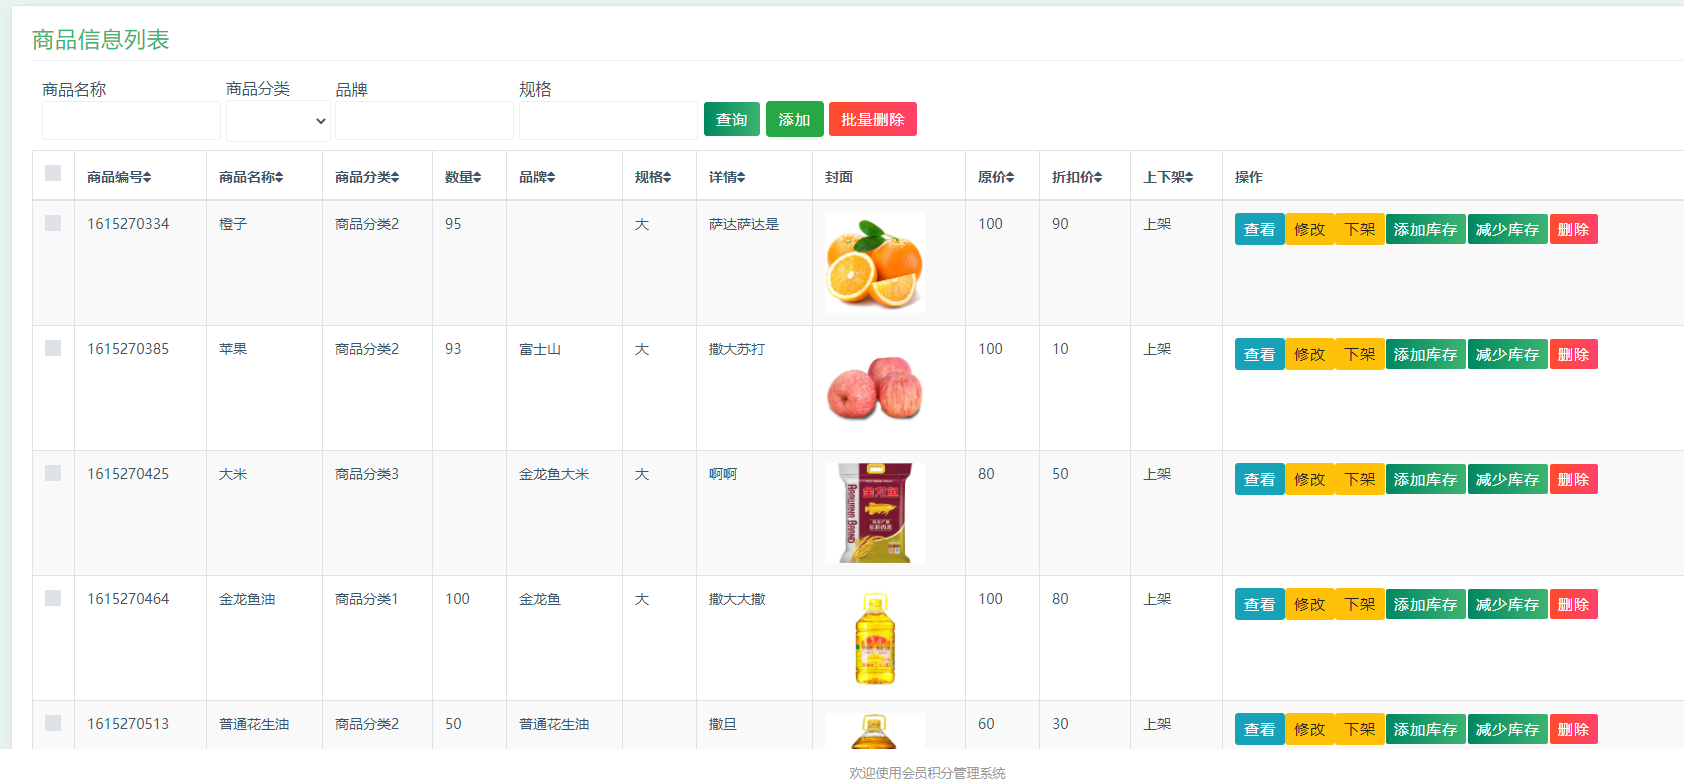 商品信息列表
商品名称 商品分类 品牌 规格
查询 添加 批量删除
商品编号 商品名称 商品分类 数量 品牌 规格 详情 封面 原价 折扣价 上下架 操作
1615270334 橙子 商品分类2 95 大 萨达萨达是 100 90 上架 查看 修改 下架 添加库存 减少库存 删除
1615270385 苹果 商品分类2 93 富士山 大 撒大苏打 100 10 上架 查看 修改 下架 添加库存 减少库存 删除
1615270425 大米 商品分类3 金龙鱼大米 大 啊啊 80 50 上架 查看 修改 下架 添加库存 减少库存 删除
金龙鱼
ARAWANA BRAND
1615270464 金龙鱼油 商品分类1 100 金龙鱼 大 撒大大撒 100 80 上架 查看 修改 下架 添加库存 减少库存 删除
1615270513 普通花生油 商品分类2 50 普通花生油 撒旦 60 30 上架 查看 修改 下架 添加库存 减少库存 删除
欢迎使用会员积分管理系统